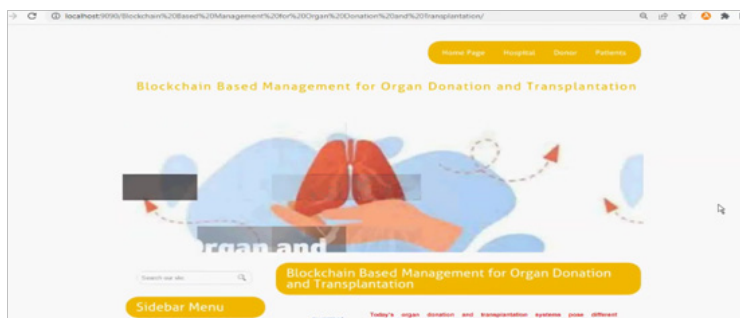 localhost:9090/Blockchain%20Based%20Management%20for%20Organ%20Donation%20and%20Transplantation/
Home Page Hospital Donor Patients
Blockchain Based Management for Organ Donation and Transplantation
organ and
Search our site
Blockchain Based Management for Organ Donation
and Transplantation
Sidebar Menu
Today's organ donation and transplantation systems pose different